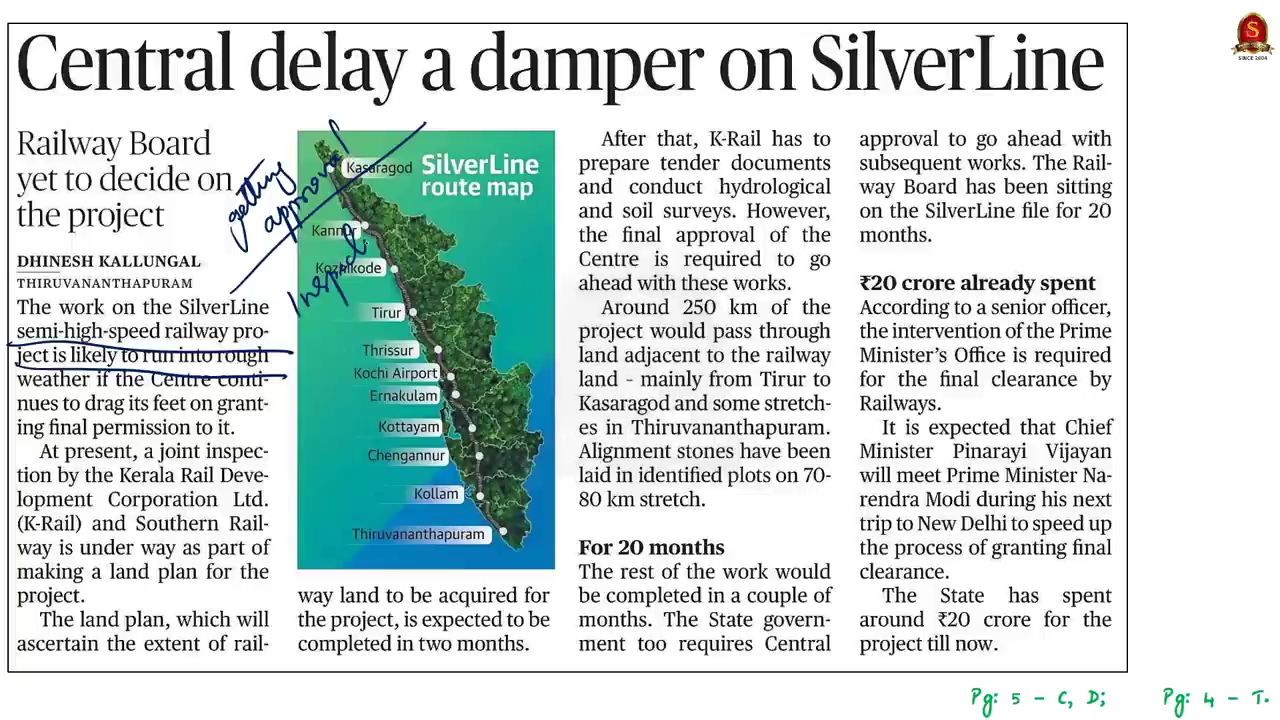 Central delay a damper on SilverLine
Railway Board
yet to decide on
the project
DHINESH KALLUNGAL
THIRUVANANTHAPURAM
The work on the SilverLine
semi-high-speed railway pro-
ject is likely to run into rough
weather if the Centre conti-
nues to drag its feet on grant-
ing final permission to it.
At present, a joint inspec-
tion by the Kerala Rail Deve-
lopment Corporation Ltd.
(K-Rail) and Southern Rail-
way is under way as part of
making a land plan for the
project.
The land plan, which will
ascertain the extent of rail-
getting
approval
Inspect
SilverLine
route map
Kasaragod
Kannur
Kozhikode
Tirur
Thrissur
Kochi Airport
Ernakulam
Kottayam
Chengannur
Kollam
Thiruvananthapuram
way land to be acquired for
the project, is expected to be
completed in two months.
After that, K-Rail has to
prepare tender documents
and conduct hydrological
and soil surveys. However,
the final approval of the
Centre is required to go
ahead with these works.
Around 250 km of the
project would pass through
land adjacent to the railway
land – mainly from Tirur to
Kasaragod and some stretch-
es in Thiruvananthapuram.
Alignment stones have been
laid in identified plots on 70-
80 km stretch.
For 20 months
The rest of the work would
be completed in a couple of
months. The State govern-
ment too requires Central
approval to go ahead with
subsequent works. The Rail-
way Board has been sitting
on the SilverLine file for 20
months.
₹20 crore already spent
According to a senior officer,
the intervention of the Prime
Minister's Office is required
for the final clearance by
Railways.
It is expected that Chief
Minister Pinarayi Vijayan
will meet Prime Minister Na-
rendra Modi during his next
trip to New Delhi to speed up
the process of granting final
clearance.
The State has spent
around ₹20 crore for the
project till now.
S
SINCE 2004
Pg: 5 - C, D; Pg: 4 - T.